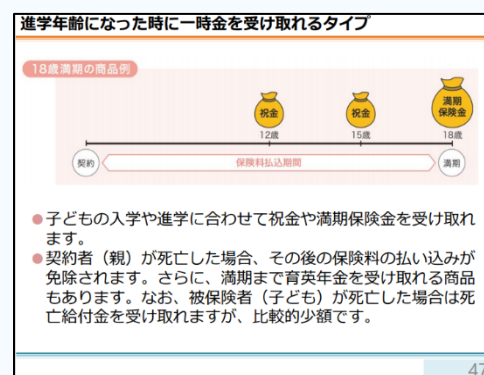 進学年齢になった時に一時金を受け取れるタイプ
18歳満期の商品例
祝金
祝金
満期
保険金
12歳
15歳
18歳
契約
保険料払込期間
満期
●子どもの入学や進学に合わせて祝金や満期保険金を受け取れ
ます。
●契約者（親）が死亡した場合、その後の保険料の払い込みが
免除されます。さらに、満期まで育英年金を受け取れる商品
もあります。なお、被保険者（子ども）が死亡した場合は死
亡給付金を受け取れますが、比較的少額です。
47